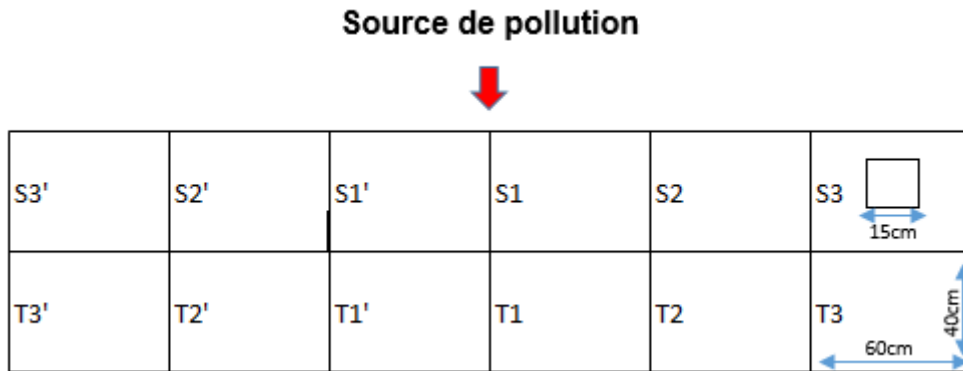 Source de pollution
S3' S2' S1' S1 S2 S3
15cm
T3' T2' T1' T1 T2 T3
40cm
60cm